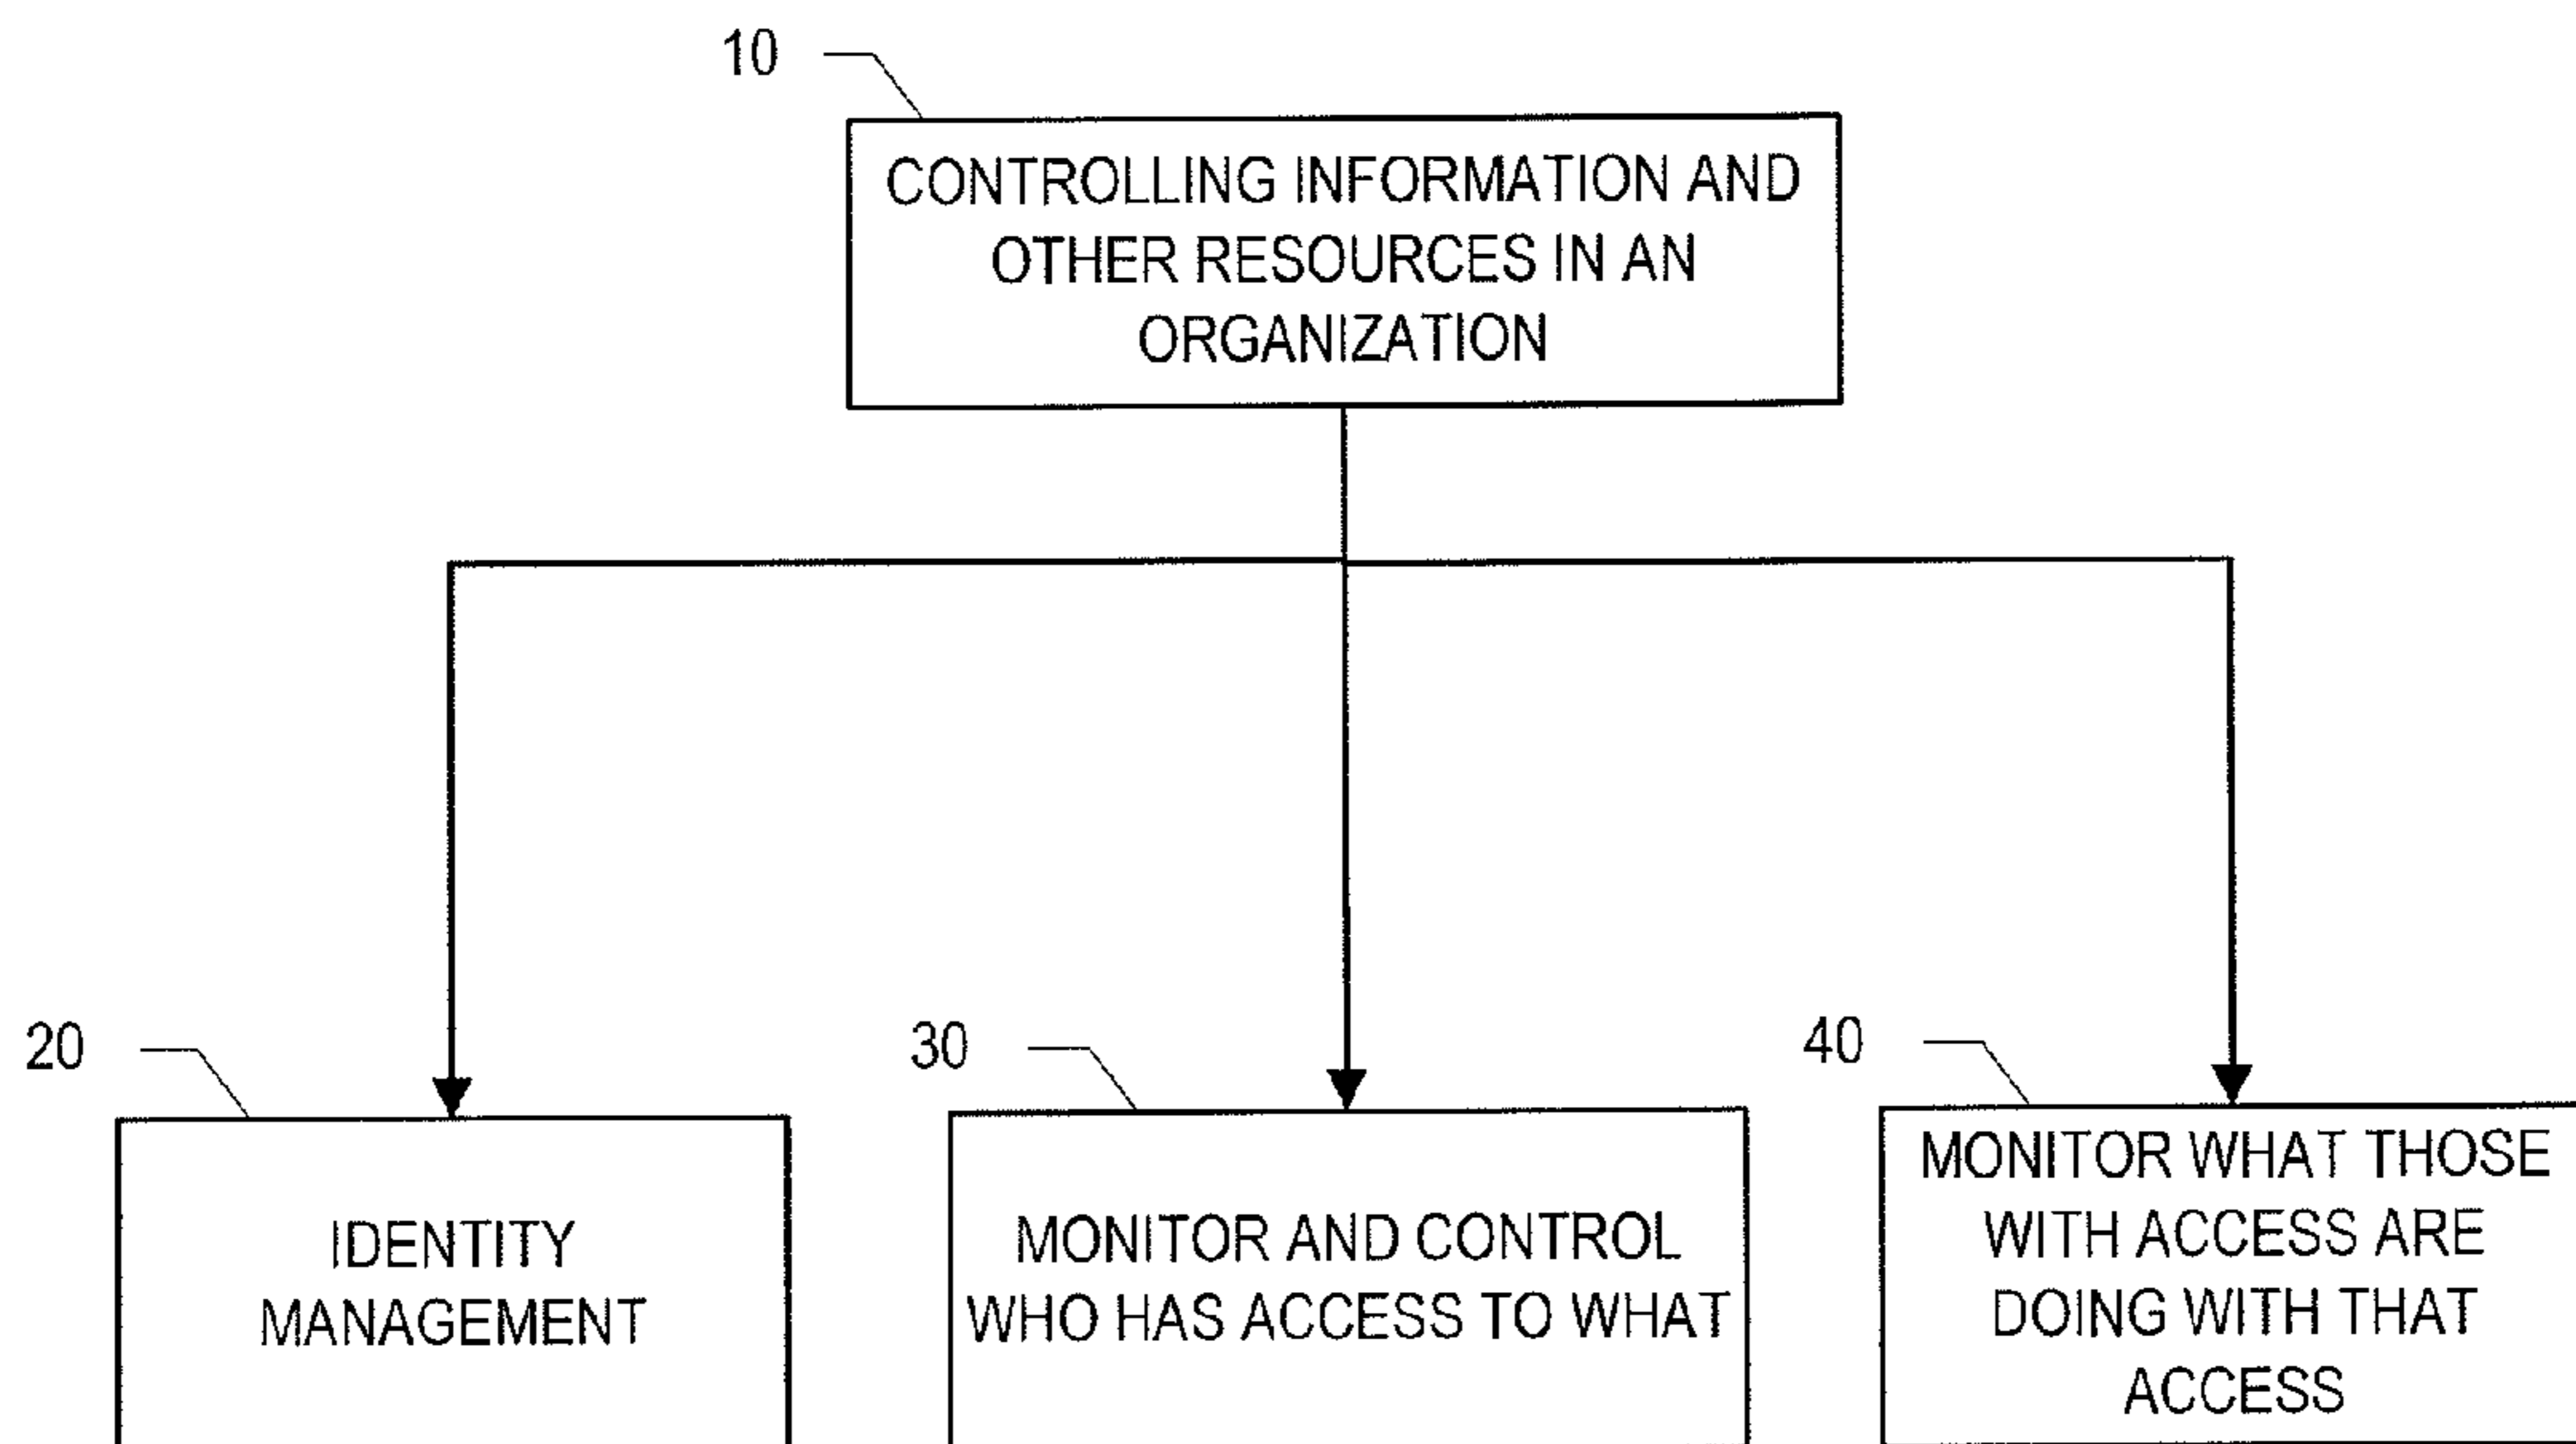 10
CONTROLLING INFORMATION AND
OTHER RESOURCES IN AN
ORGANIZATION
20
IDENTITY
MANAGEMENT
30
MONITOR AND CONTROL
WHO HAS ACCESS TO WHAT
40
MONITOR WHAT THOSE
WITH ACCESS ARE
DOING WITH THAT
ACCESS